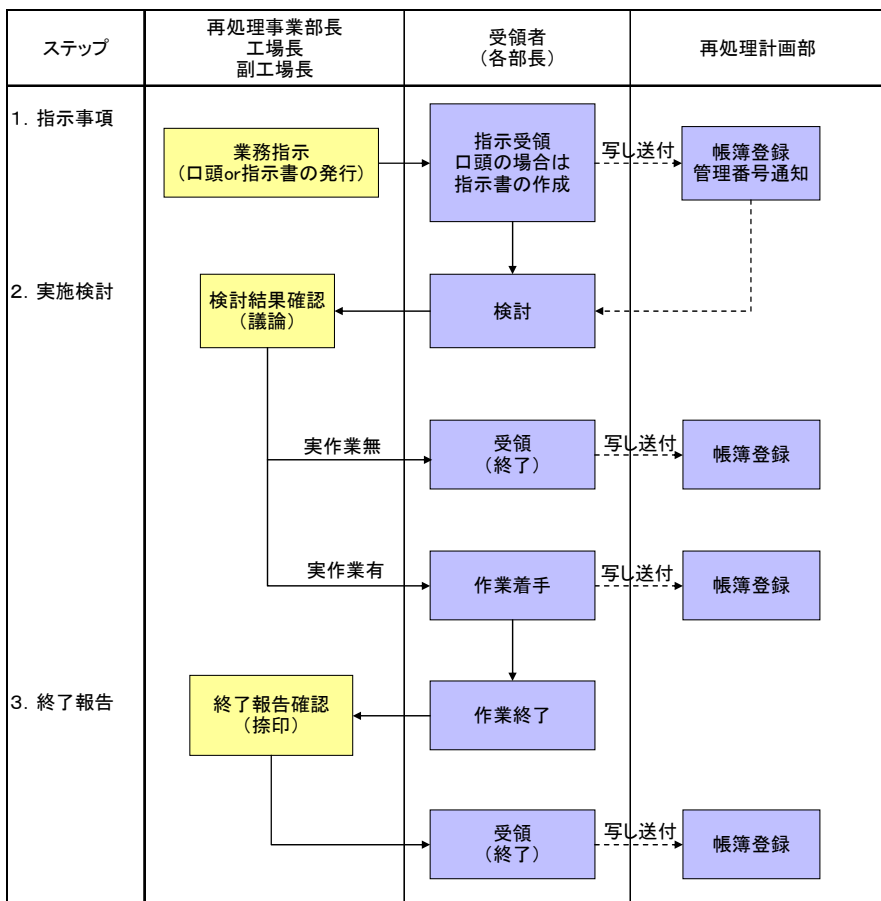 ステップ
再処理事業部長
工場長
副工場長
受領者
(各部長)
再処理計画部
1．指示事項
業務指示
(口頭or指示書の発行)
指示受領
口頭の場合は
指示書の作成
写し送付
帳簿登録
管理番号通知
2．実施検討
検討結果確認
(議論)
検討
実作業無
受領
(終了)
写し送付
帳簿登録
実作業有
作業着手
写し送付
帳簿登録
3．終了報告
終了報告確認
(捺印)
作業終了
受領
(終了)
写し送付
帳簿登録